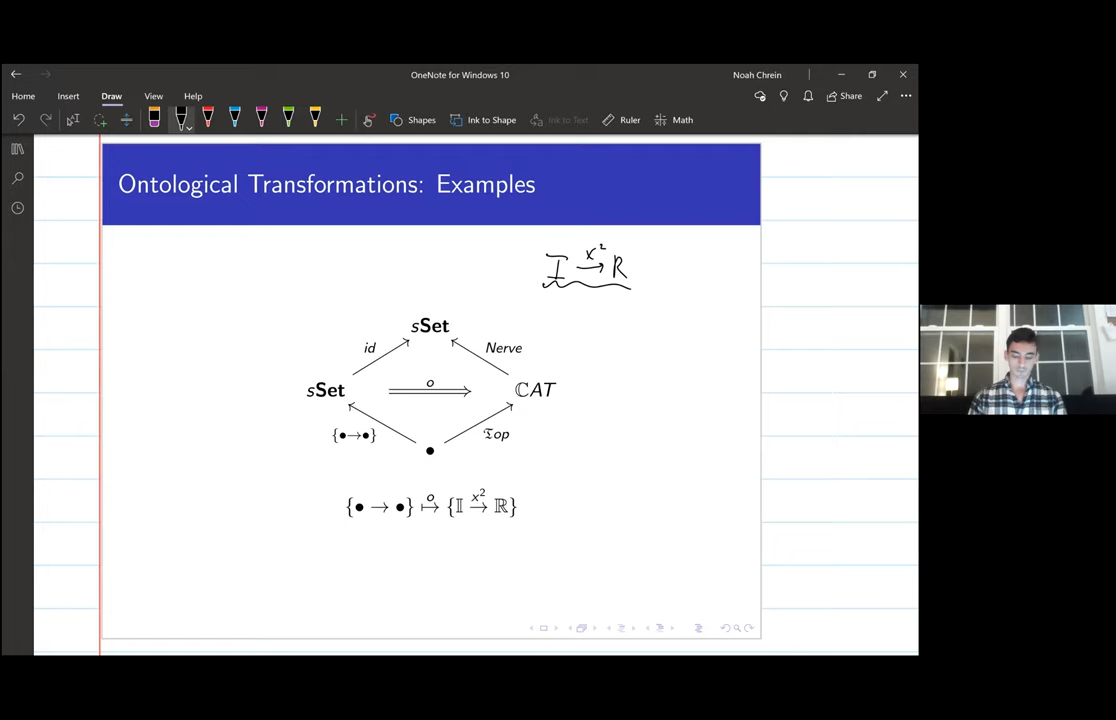 OneNote for Windows 10
Noah Chrein
Home Insert Draw View Help
Share
Shapes Ink to Shape Ink to Text Ruler Math
Ontological Transformations: Examples
I x² → R
sSet
id Nerve
sSet o ⟹ ℂAT
{• → •} 𝔗op
•
{• → •} o ↦ {𝕀 x² → ℝ}